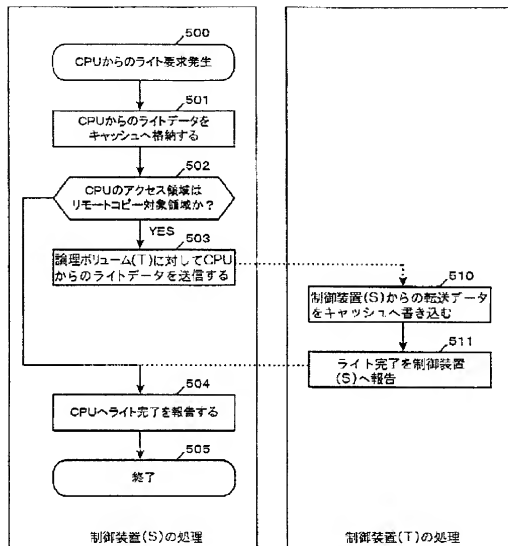 500
CPUからのライト要求発生
501
CPUからのライトデータを
キャッシュへ格納する
502
CPUのアクセス領域は
リモートコピー対象領域か？
YES
503
論理ボリューム(T)に対してCPU
からのライトデータを送信する
510
制御装置(S)からの転送データ
をキャッシュへ書き込む
511
ライト完了を制御装置
(S)へ報告
504
CPUへライト完了を報告する
505
終了
制御装置(S)の処理
制御装置(T)の処理